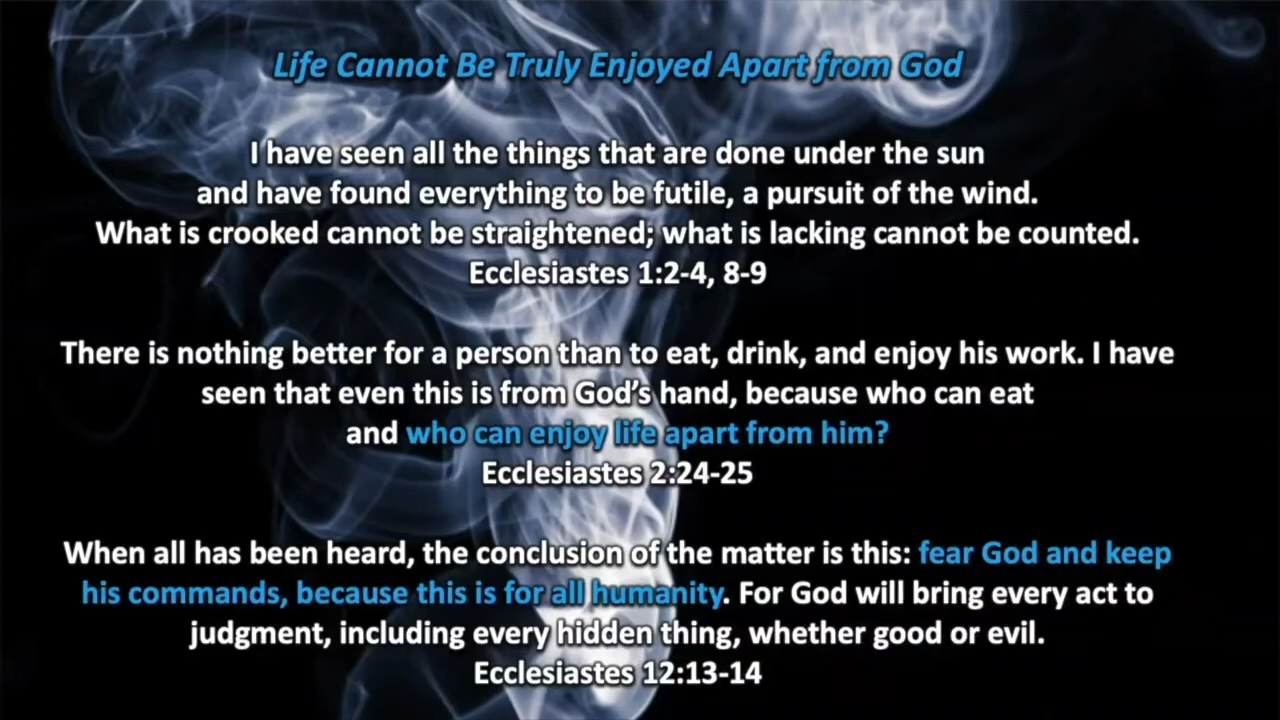 Life Cannot Be Truly Enjoyed Apart from God
I have seen all the things that are done under the sun
and have found everything to be futile, a pursuit of the wind.
What is crooked cannot be straightened; what is lacking cannot be counted.
Ecclesiastes 1:2-4, 8-9
There is nothing better for a person than to eat, drink, and enjoy his work. I have
seen that even this is from God’s hand, because who can eat
and who can enjoy life apart from him?
Ecclesiastes 2:24-25
When all has been heard, the conclusion of the matter is this: fear God and keep
his commands, because this is for all humanity. For God will bring every act to
judgment, including every hidden thing, whether good or evil.
Ecclesiastes 12:13-14